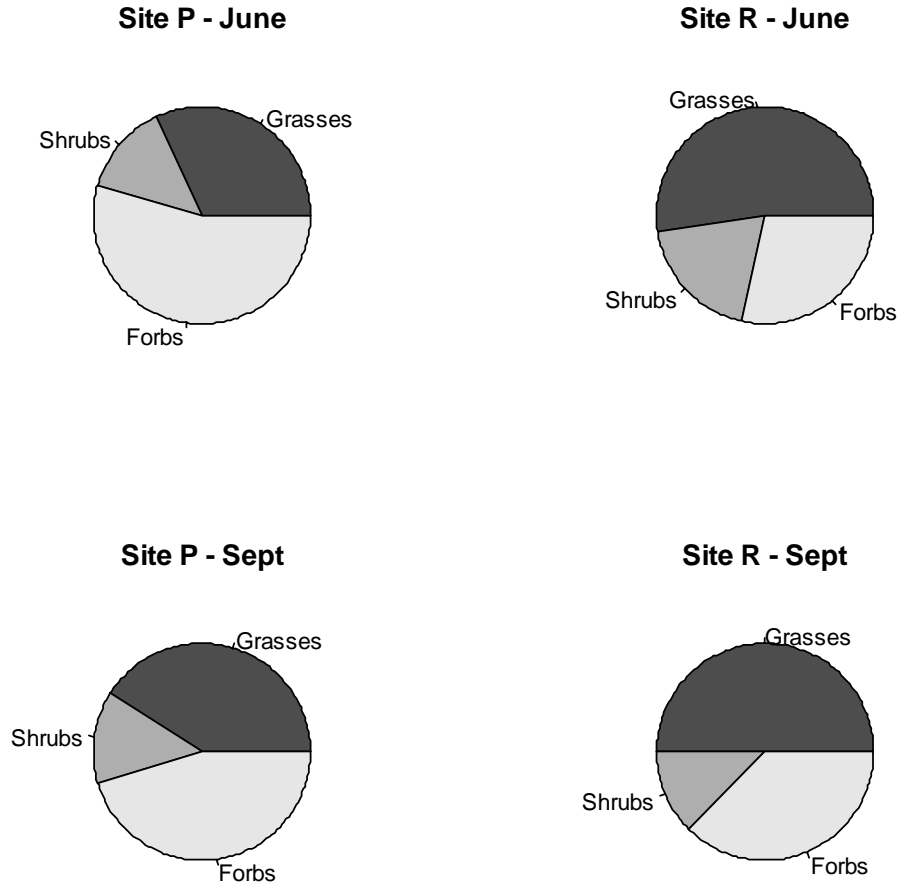 Site P - June
Grasses
Shrubs
Forbs
Site R - June
Grasses
Shrubs
Forbs
Site P - Sept
Grasses
Shrubs
Forbs
Site R - Sept
Grasses
Shrubs
Forbs